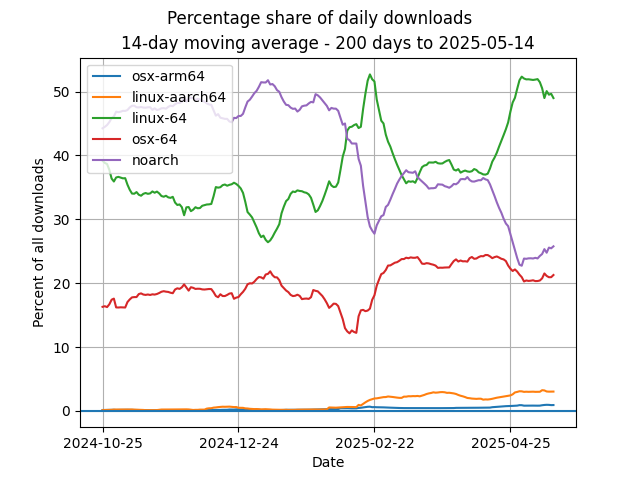 Percentage share of daily downloads
14-day moving average - 200 days to 2025-05-14
osx-arm64
linux-aarch64
linux-64
osx-64
noarch
Percent of all downloads
50
40
30
20
10
0
2024-10-25 2024-12-24 2025-02-22 2025-04-25
Date